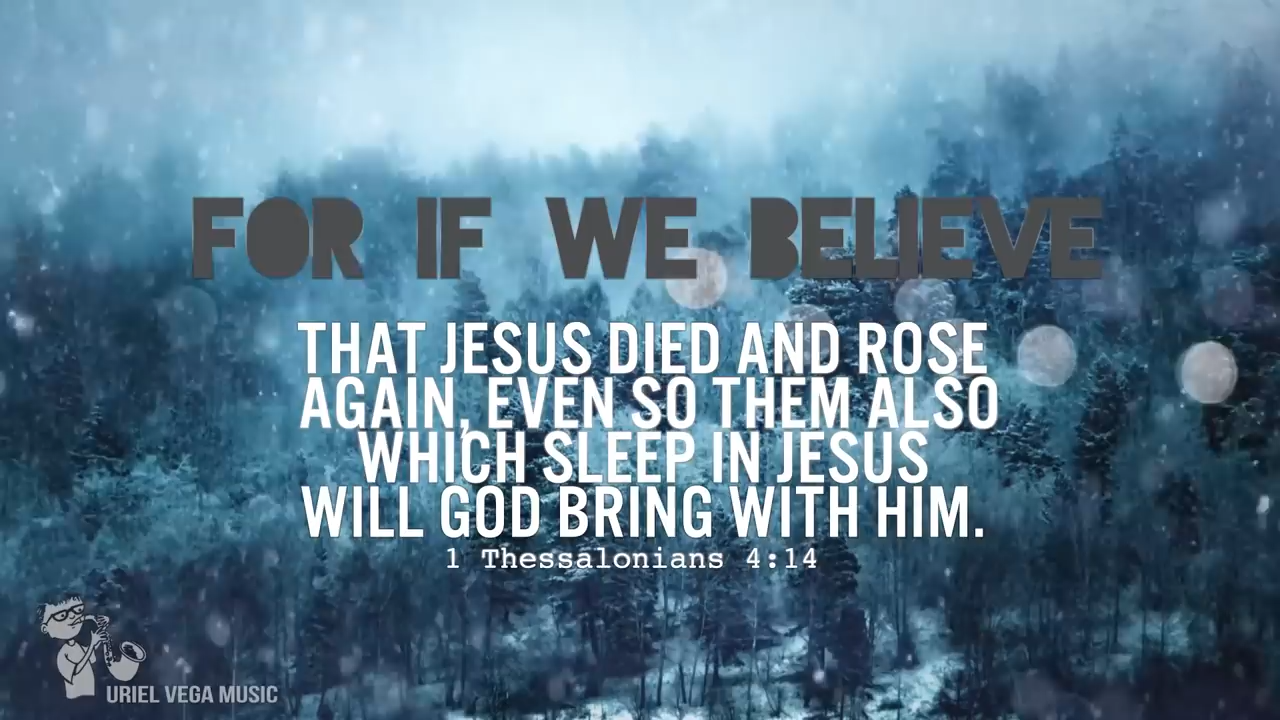 FOR IF WE BELIEVE
THAT JESUS DIED AND ROSE
AGAIN, EVEN SO THEM ALSO
WHICH SLEEP IN JESUS
WILL GOD BRING WITH HIM.
1 Thessalonians 4:14
URIEL VEGA MUSIC